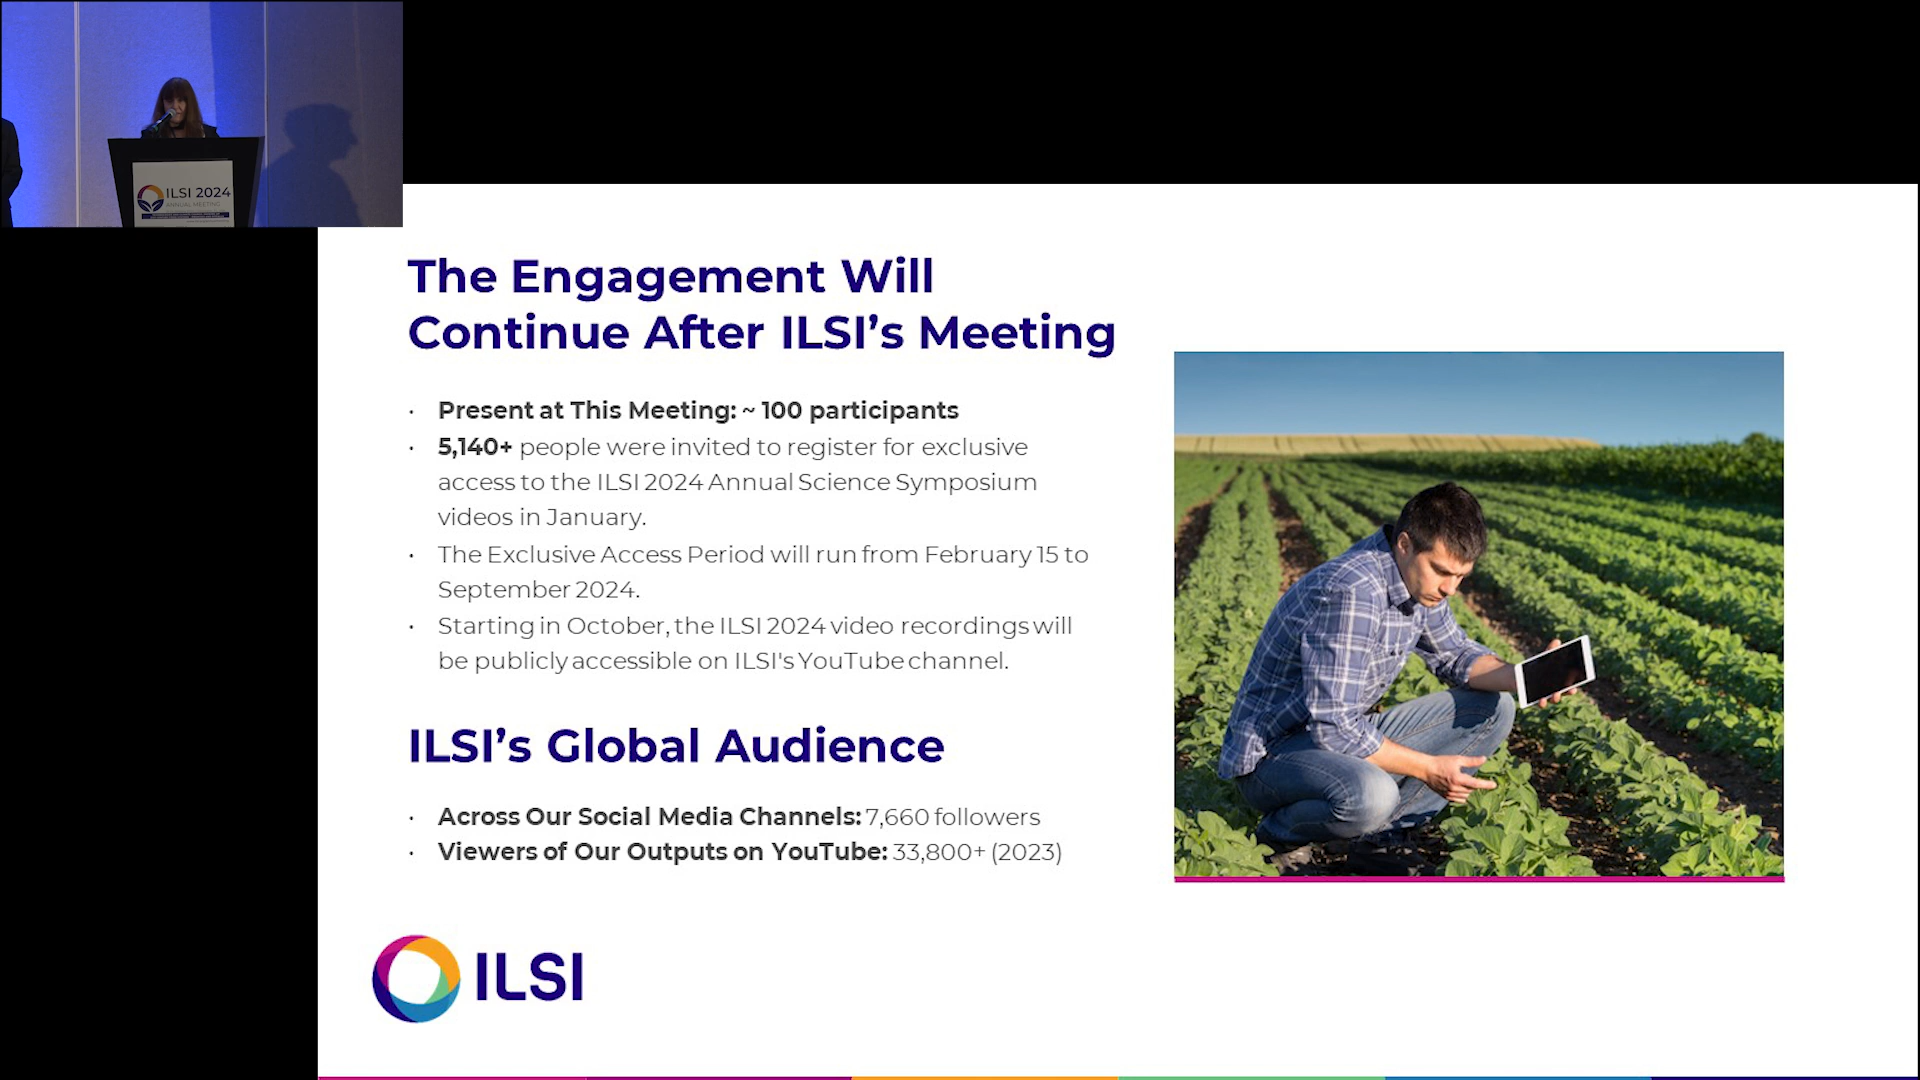 ILSI 2024
ANNUAL MEETING
The Engagement Will
Continue After ILSI’s Meeting
· Present at This Meeting: ~ 100 participants
· 5,140+ people were invited to register for exclusive
access to the ILSI 2024 Annual Science Symposium
videos in January.
· The Exclusive Access Period will run from February 15 to
September 2024.
· Starting in October, the ILSI 2024 video recordings will
be publicly accessible on ILSI's YouTube channel.
ILSI’s Global Audience
· Across Our Social Media Channels: 7,660 followers
· Viewers of Our Outputs on YouTube: 33,800+ (2023)
ILSI